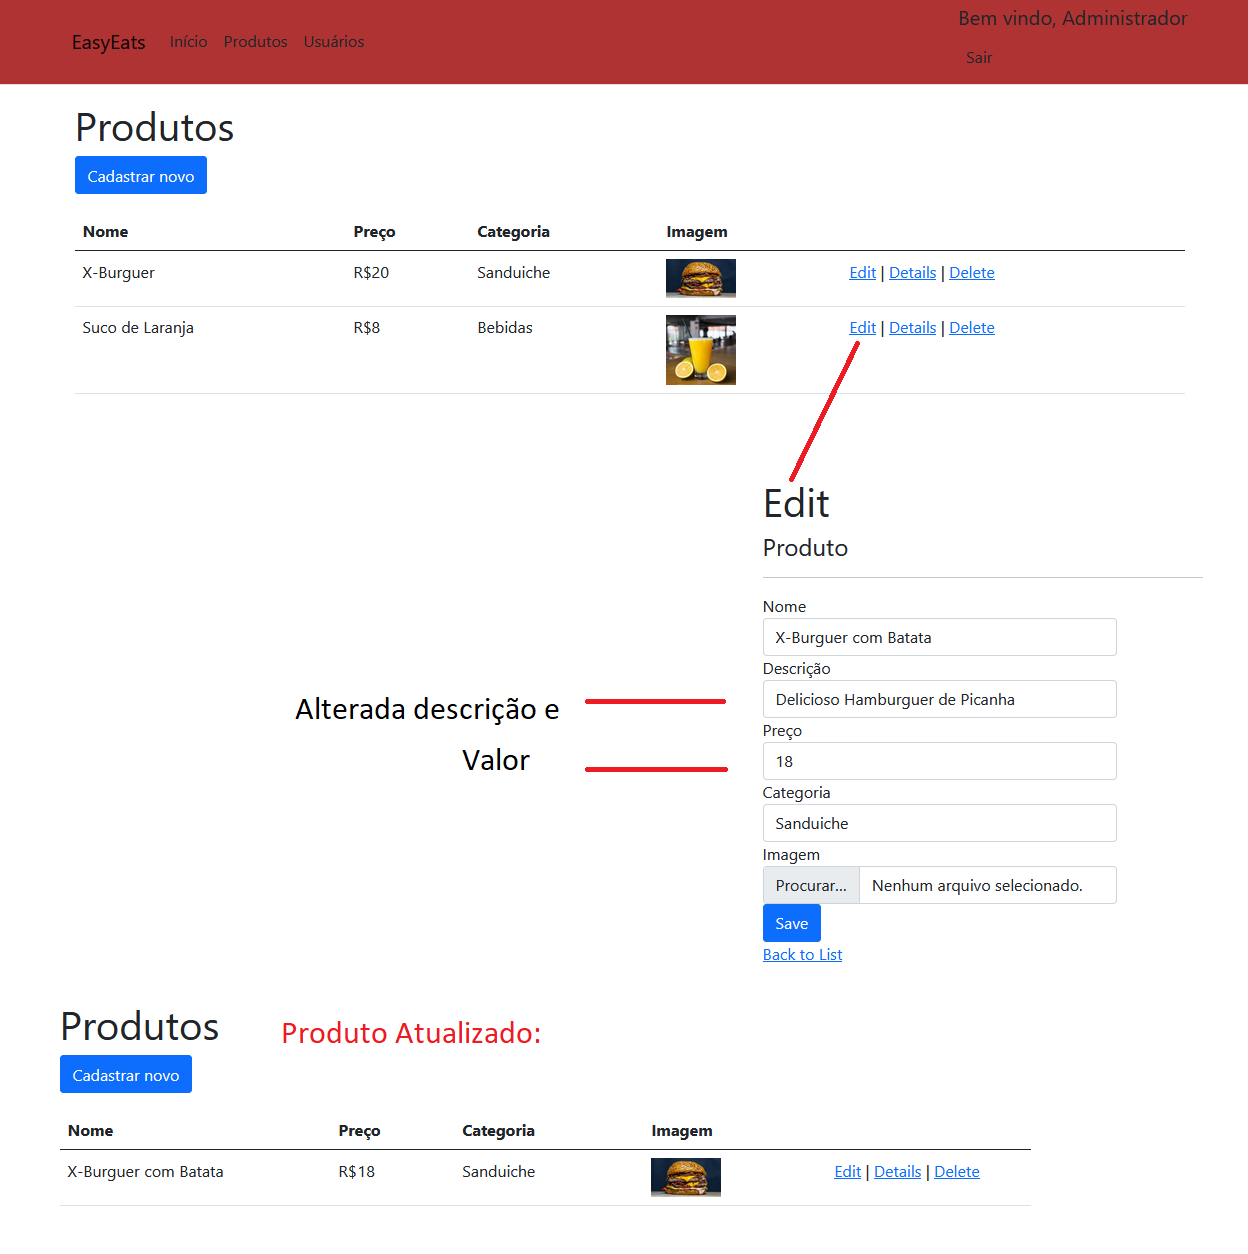 Bem vindo, Administrador
EasyEats Início Produtos Usuários
Sair
Produtos
Cadastrar novo
Nome Preço Categoria Imagem
X-Burguer R$20 Sanduiche Edit | Details | Delete
Suco de Laranja R$8 Bebidas Edit | Details | Delete
Edit
Produto
Nome
X-Burguer com Batata
Descrição
Delicioso Hamburguer de Picanha
Alterada descrição e
Valor
Preço
18
Categoria
Sanduiche
Imagem
Procurar... Nenhum arquivo selecionado.
Save
Back to List
Produtos
Produto Atualizado:
Cadastrar novo
Nome Preço Categoria Imagem
X-Burguer com Batata R$18 Sanduiche Edit | Details | Delete